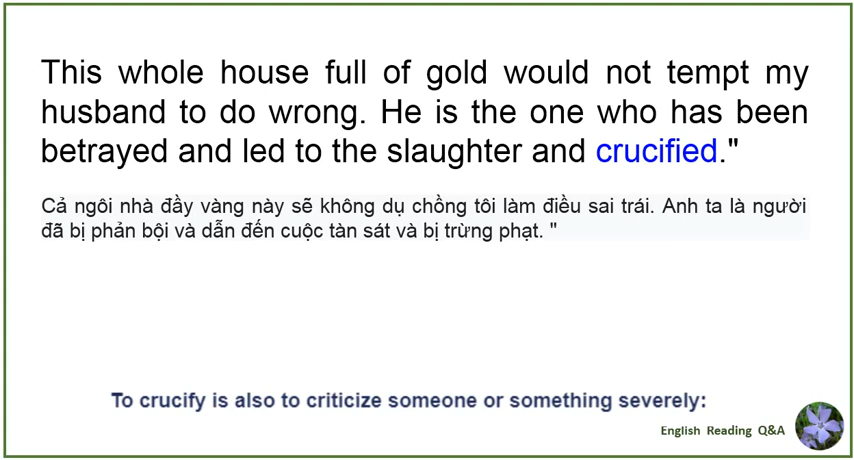 This whole house full of gold would not tempt my
husband to do wrong. He is the one who has been
betrayed and led to the slaughter and crucified."
Cả ngôi nhà đầy vàng này sẽ không dụ chồng tôi làm điều sai trái. Anh ta là người
đã bị phản bội và dẫn đến cuộc tàn sát và bị trừng phạt. "
To crucify is also to criticize someone or something severely:
English Reading Q&A